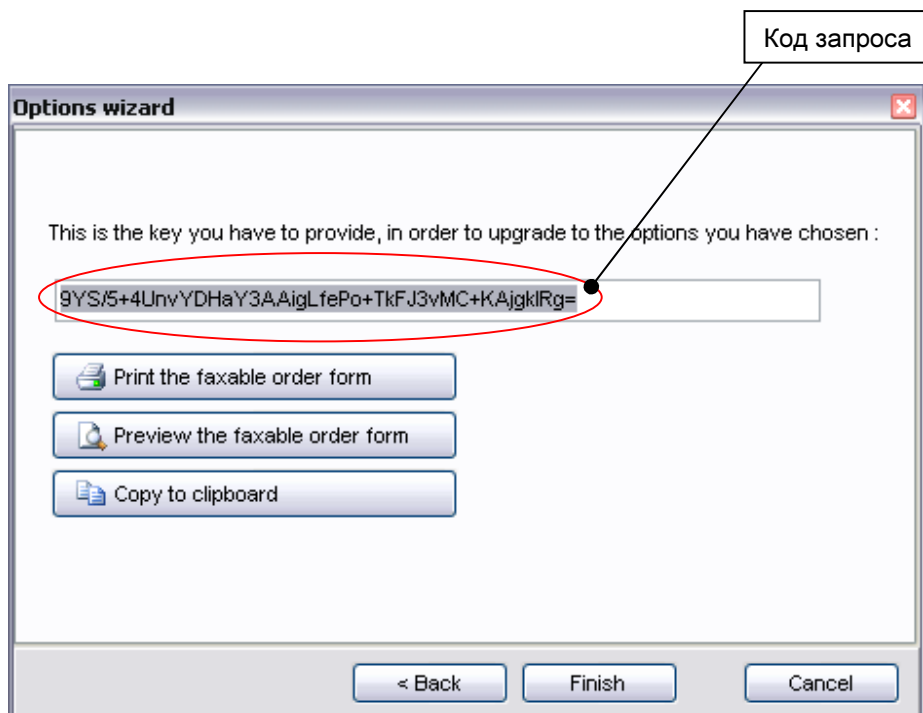 Код запроса
Options wizard
This is the key you have to provide, in order to upgrade to the options you have chosen :
9YS/5+4UnvYDHaY3AAigLfePo+TkFJ3vMC+KAjgklRg=
Print the faxable order form
Preview the faxable order form
Copy to clipboard
< Back
Finish
Cancel